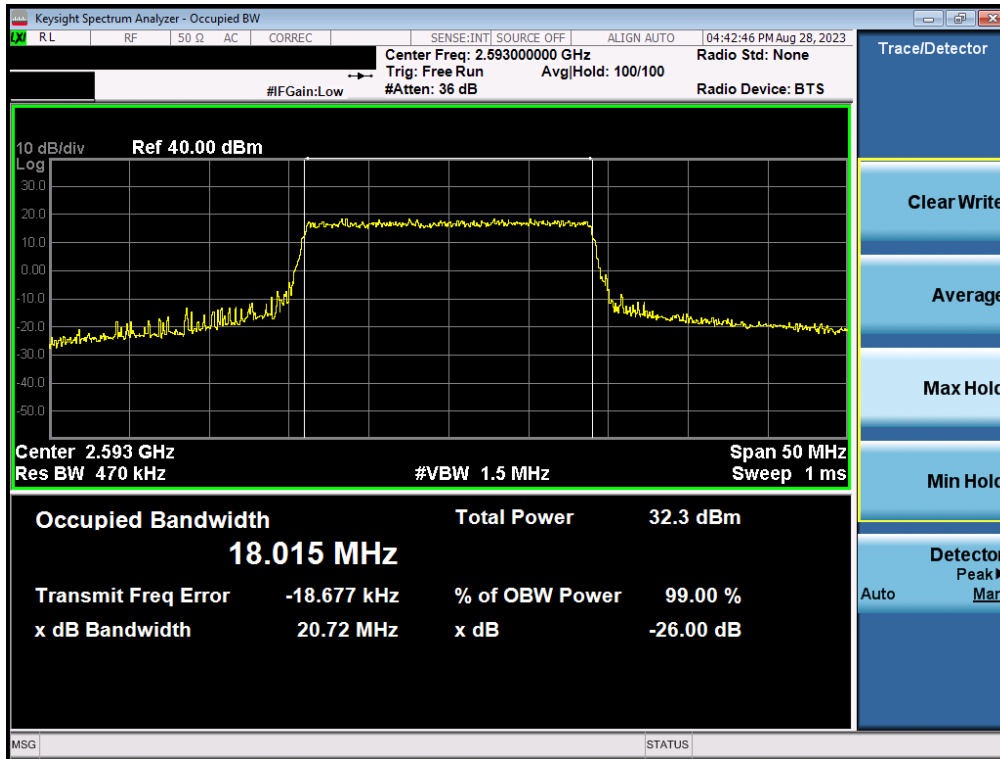 Keysight Spectrum Analyzer - Occupied BW
LXI RL RF 50 Ω AC CORREC SENSE:INT SOURCE OFF ALIGN AUTO 04:42:46 PM Aug 28, 2023
Center Freq: 2.593000000 GHz Radio Std: None
Trig: Free Run Avg|Hold: 100/100
#IFGain:Low #Atten: 36 dB Radio Device: BTS
10 dB/div Ref 40.00 dBm
Log
30.0
20.0
10.0
0.00
-10.0
-20.0
-30.0
-40.0
-50.0
Center 2.593 GHz Span 50 MHz
Res BW 470 kHz #VBW 1.5 MHz Sweep 1 ms
Occupied Bandwidth Total Power 32.3 dBm
18.015 MHz
Transmit Freq Error -18.677 kHz % of OBW Power 99.00 %
x dB Bandwidth 20.72 MHz x dB -26.00 dB
MSG STATUS
Trace/Detector
Clear Write
Average
Max Hold
Min Hold
Detector
Peak
Auto Man